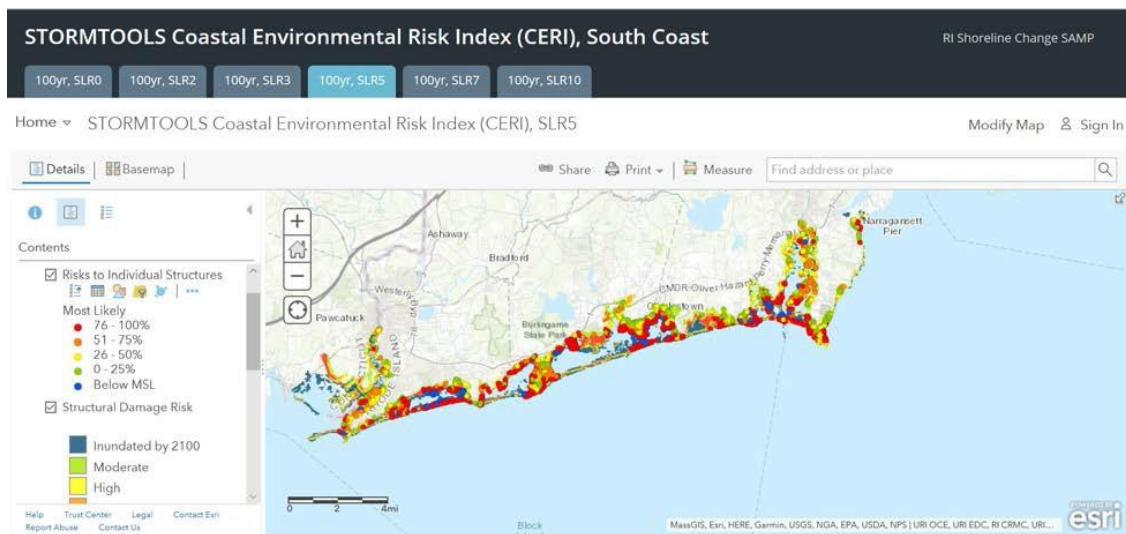 STORMTOOLS Coastal Environmental Risk Index (CERI), South Coast
RI Shoreline Change SAMP
100yr, SLR0
100yr, SLR2
100yr, SLR3
100yr, SLR5
100yr, SLR7
100yr, SLR10
Home
STORMTOOLS Coastal Environmental Risk Index (CERI), SLR5
Modify Map
Sign In
Details
Basemap
Share
Print
Measure
Find address or place
Contents
Risks to Individual Structures
Most Likely
76 - 100%
51 - 75%
26 - 50%
0 - 25%
Below MSL
Structural Damage Risk
Inundated by 2100
Moderate
High
Help Trust Center Legal Contact Esri
Report Abuse Contact Us
+
−
Ashaway
Bradford
Pawcatuck
Burlingame
State Park
Narragansett
Pier
0 2 4mi
Block
MassGIS, Esri, HERE, Garmin, USGS, NGA, EPA, USDA, NPS | URI OCE, URI EDC, RI CRMC, URI...
POWERED BY
esri